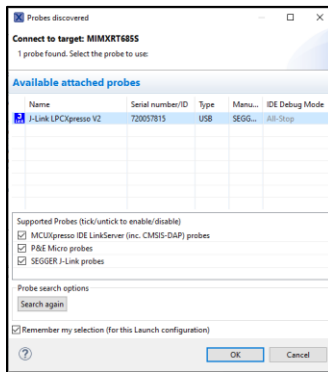 Probes discovered
Connect to target: MIMXRT685S
1 probe found. Select the probe to use:
Available attached probes
Name Serial number/ID Type Manu... IDE Debug Mode
J-Link LPCXpresso V2 720057815 USB SEGG... All-Stop
Supported Probes (tick/untick to enable/disable)
MCUXpresso IDE LinkServer (inc. CMSIS-DAP) probes
P&E Micro probes
SEGGER J-Link probes
Probe search options
Search again
Remember my selection (for this Launch configuration)
OK Cancel